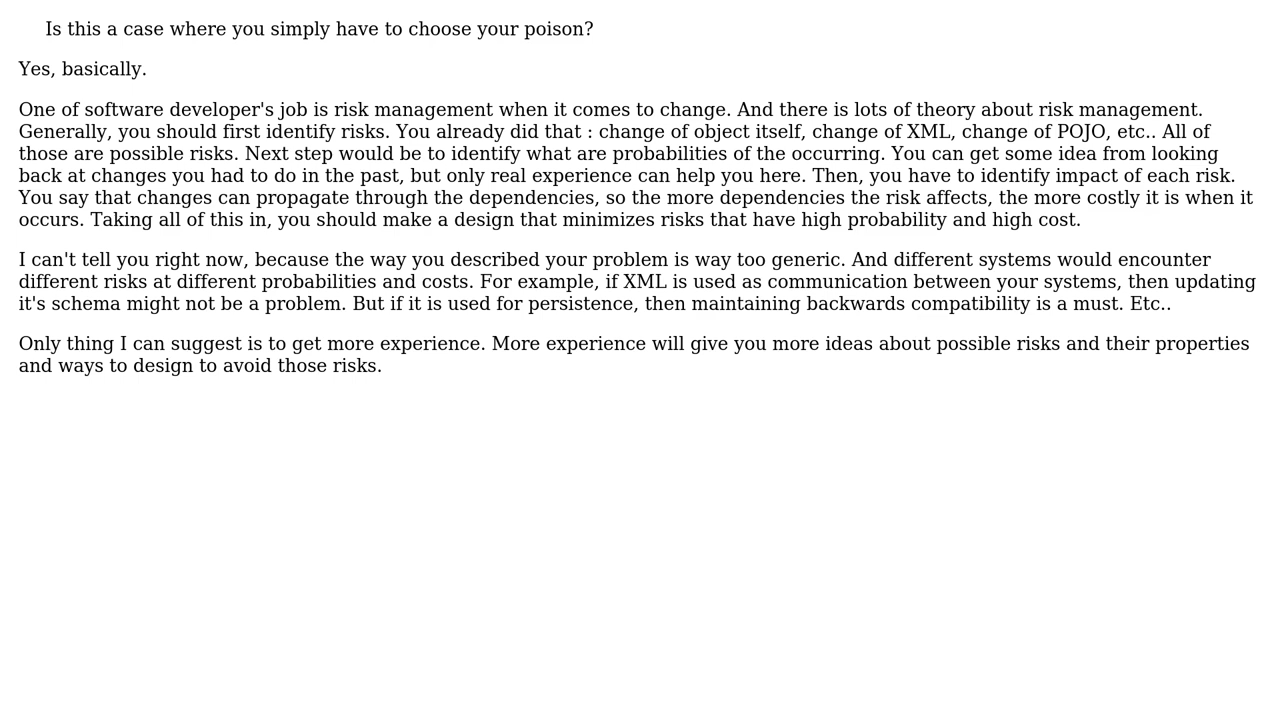 Is this a case where you simply have to choose your poison?
Yes, basically.
One of software developer's job is risk management when it comes to change. And there is lots of theory about risk management.
Generally, you should first identify risks. You already did that : change of object itself, change of XML, change of POJO, etc.. All of
those are possible risks. Next step would be to identify what are probabilities of the occurring. You can get some idea from looking
back at changes you had to do in the past, but only real experience can help you here. Then, you have to identify impact of each risk.
You say that changes can propagate through the dependencies, so the more dependencies the risk affects, the more costly it is when it
occurs. Taking all of this in, you should make a design that minimizes risks that have high probability and high cost.
I can't tell you right now, because the way you described your problem is way too generic. And different systems would encounter
different risks at different probabilities and costs. For example, if XML is used as communication between your systems, then updating
it's schema might not be a problem. But if it is used for persistence, then maintaining backwards compatibility is a must. Etc..
Only thing I can suggest is to get more experience. More experience will give you more ideas about possible risks and their properties
and ways to design to avoid those risks.